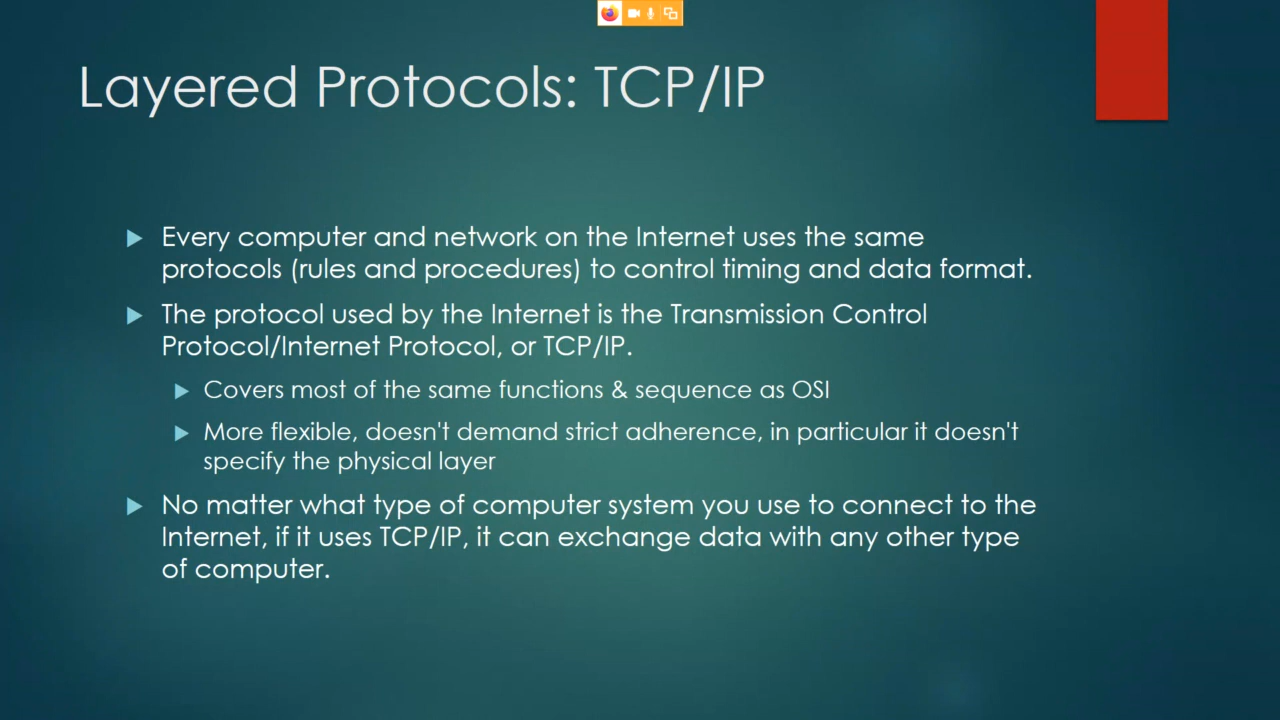 Layered Protocols: TCP/IP
Every computer and network on the Internet uses the same
protocols (rules and procedures) to control timing and data format.
The protocol used by the Internet is the Transmission Control
Protocol/Internet Protocol, or TCP/IP.
Covers most of the same functions & sequence as OSI
More flexible, doesn't demand strict adherence, in particular it doesn't
specify the physical layer
No matter what type of computer system you use to connect to the
Internet, if it uses TCP/IP, it can exchange data with any other type
of computer.